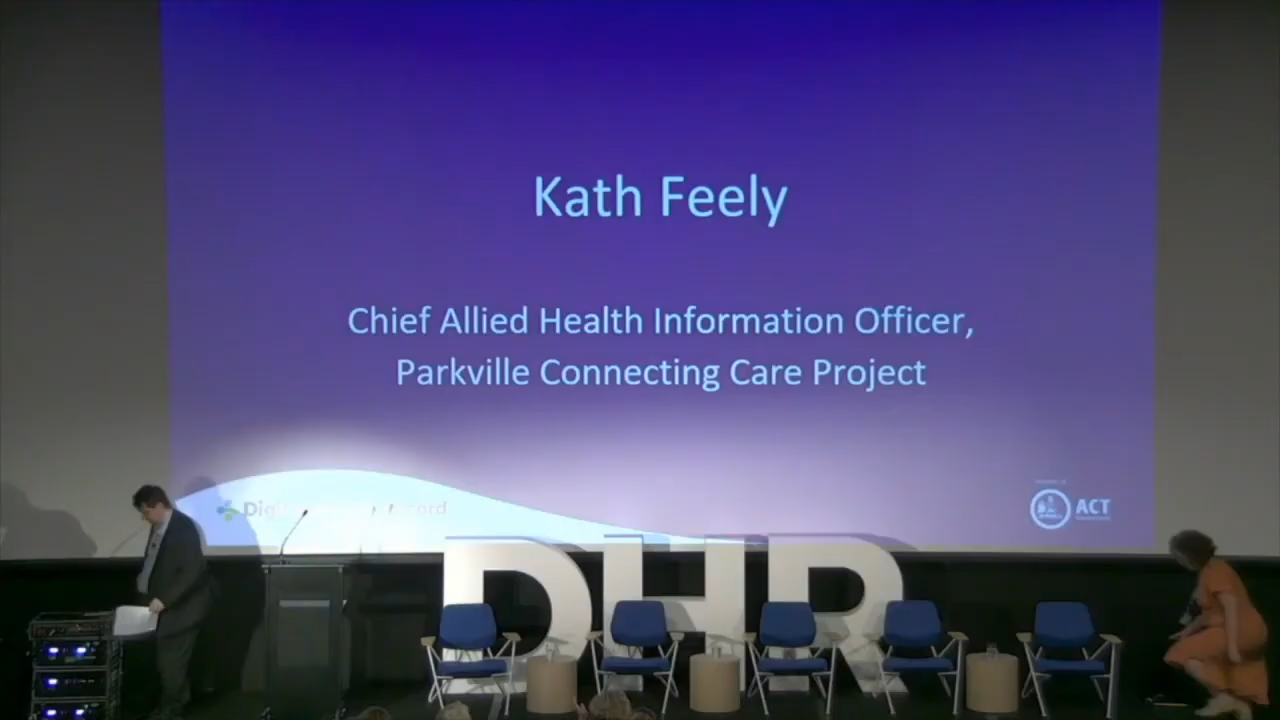 Kath Feely
Chief Allied Health Information Officer,
Parkville Connecting Care Project
ACT
DHR